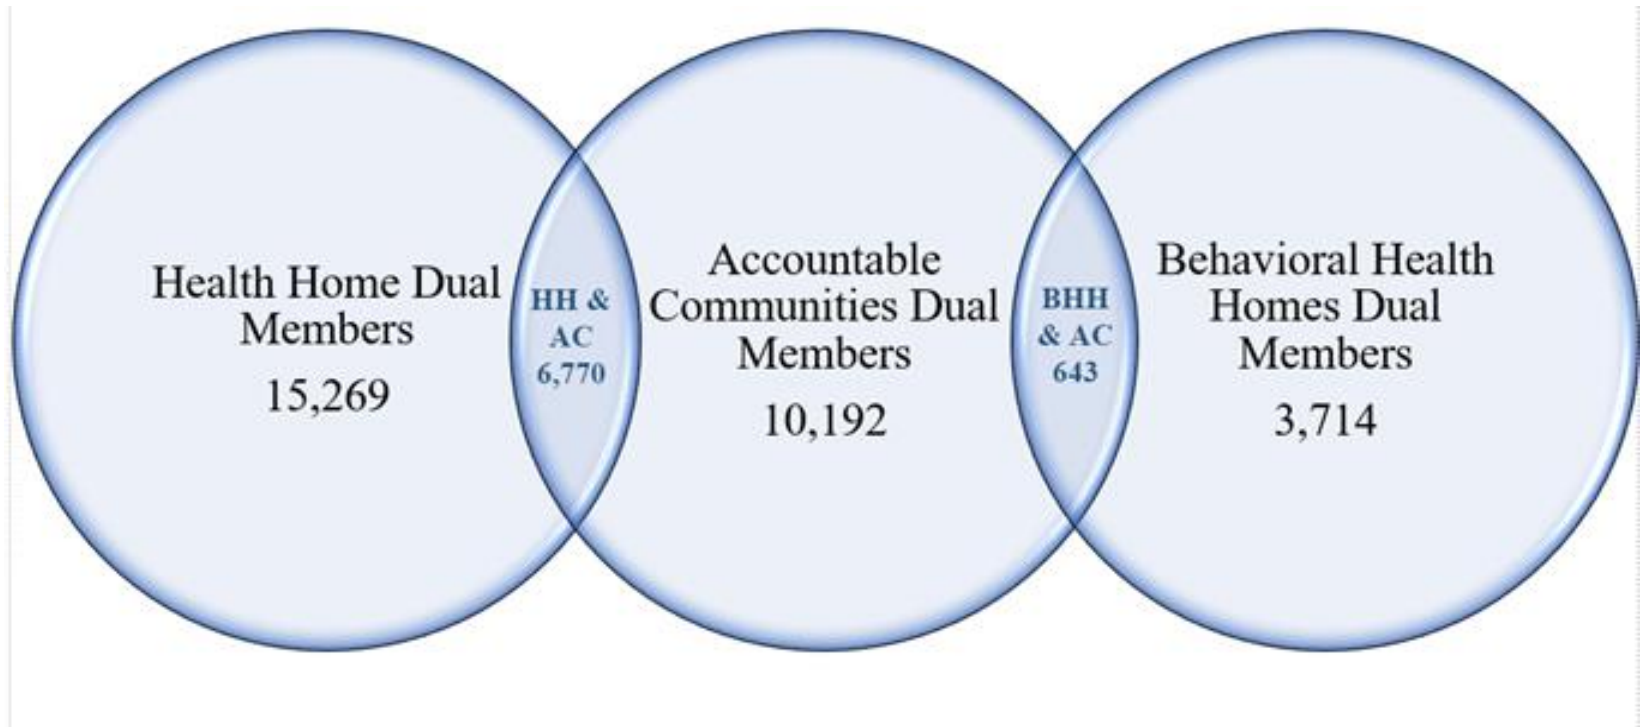 Health Home Dual
Members
15,269
HH &
AC
6,770
Accountable
Communities Dual
Members
10,192
BHH
& AC
643
Behavioral Health
Homes Dual
Members
3,714